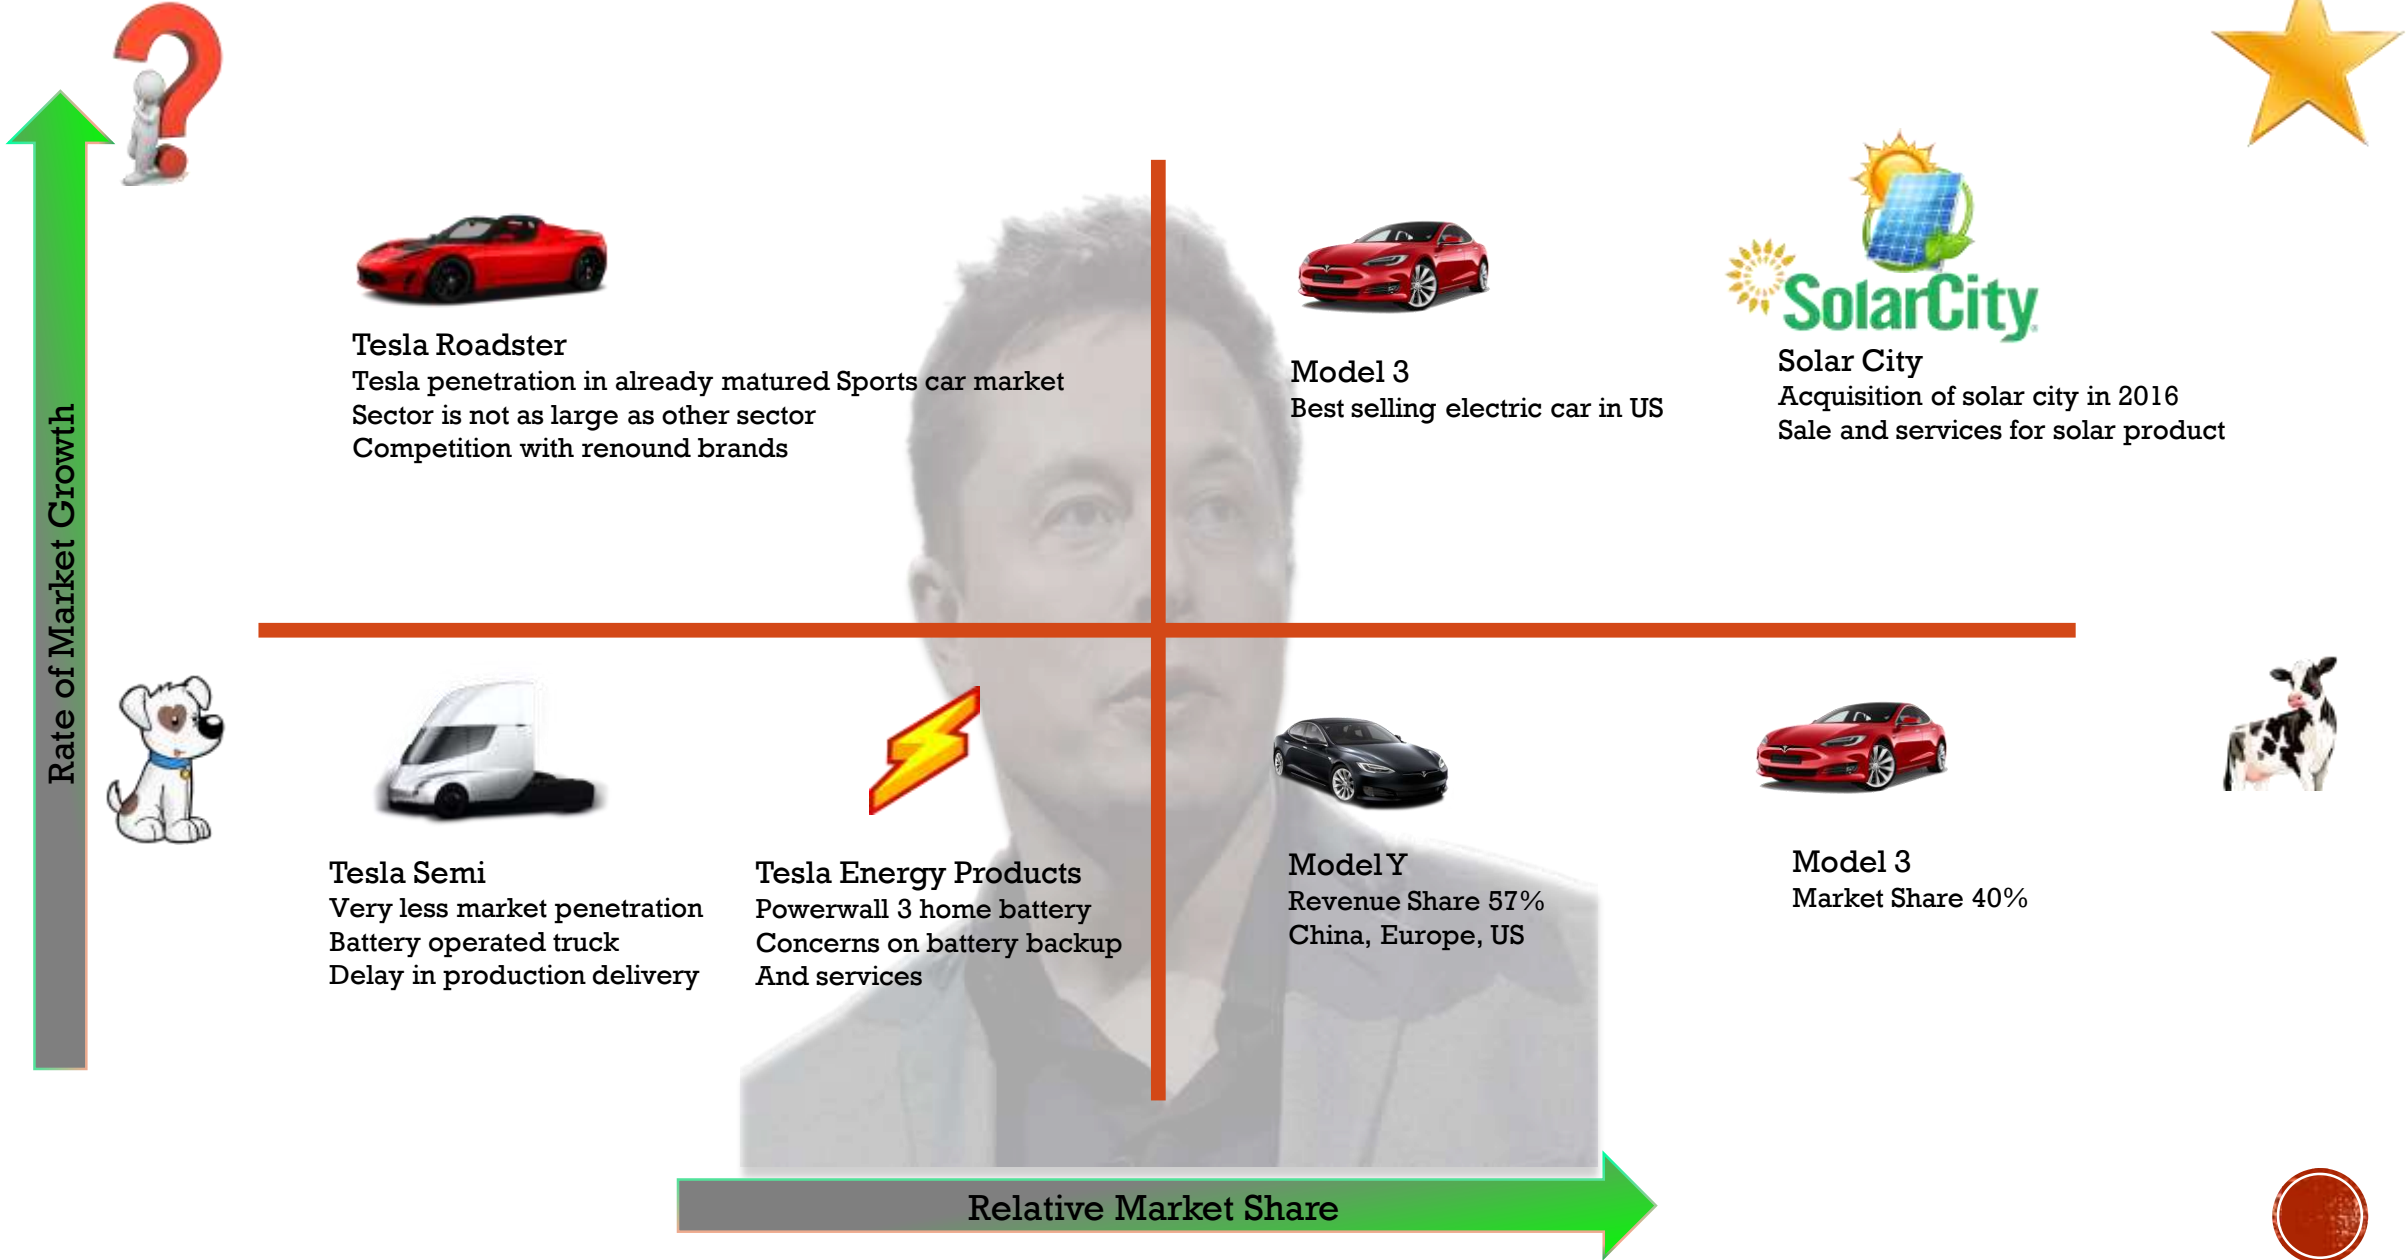 Rate of Market Growth
Tesla Roadster
Tesla penetration in already matured Sports car market
Sector is not as large as other sector
Competition with renound brands
Model 3
Best selling electric car in US
SolarCity
Solar City
Acquisition of solar city in 2016
Sale and services for solar product
Tesla Semi
Very less market penetration
Battery operated truck
Delay in production delivery
Tesla Energy Products
Powerwall 3 home battery
Concerns on battery backup
And services
Model Y
Revenue Share 57%
China, Europe, US
Model 3
Market Share 40%
Relative Market Share